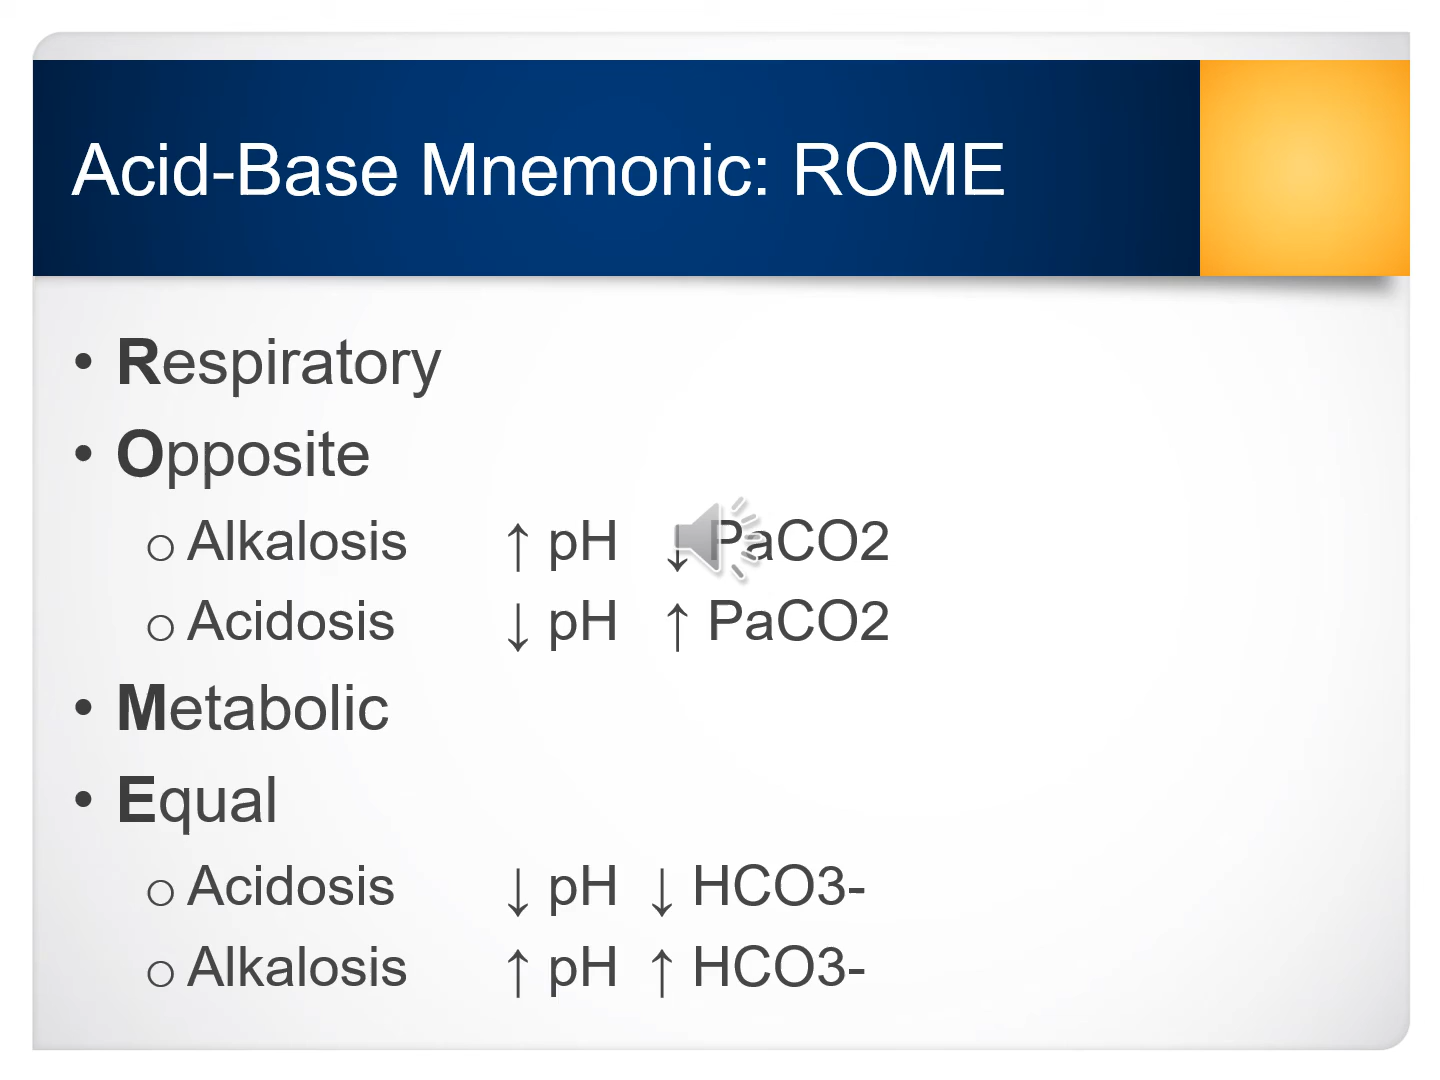 Acid-Base Mnemonic: ROME
• Respiratory
• Opposite
o Alkalosis ↑ pH ↓ PaCO2
o Acidosis ↓ pH ↑ PaCO2
• Metabolic
• Equal
o Acidosis ↓ pH ↓ HCO3-
o Alkalosis ↑ pH ↑ HCO3-